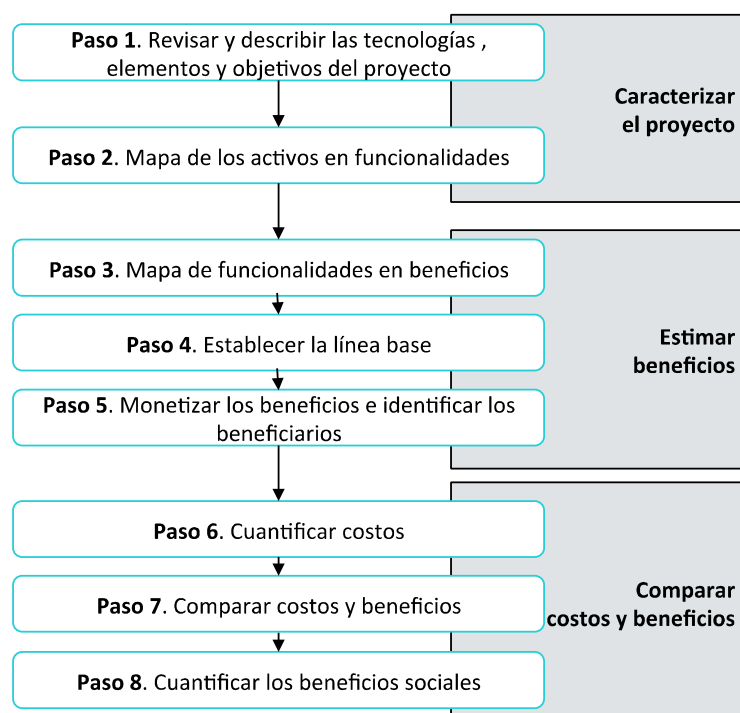 Paso 1. Revisar y describir las tecnologías ,
elementos y objetivos del proyecto
Caracterizar
el proyecto
Paso 2. Mapa de los activos en funcionalidades
Paso 3. Mapa de funcionalidades en beneficios
Paso 4. Establecer la línea base
Estimar
beneficios
Paso 5. Monetizar los beneficios e identificar los
beneficiarios
Paso 6. Cuantificar costos
Paso 7. Comparar costos y beneficios
Comparar
costos y beneficios
Paso 8. Cuantificar los beneficios sociales